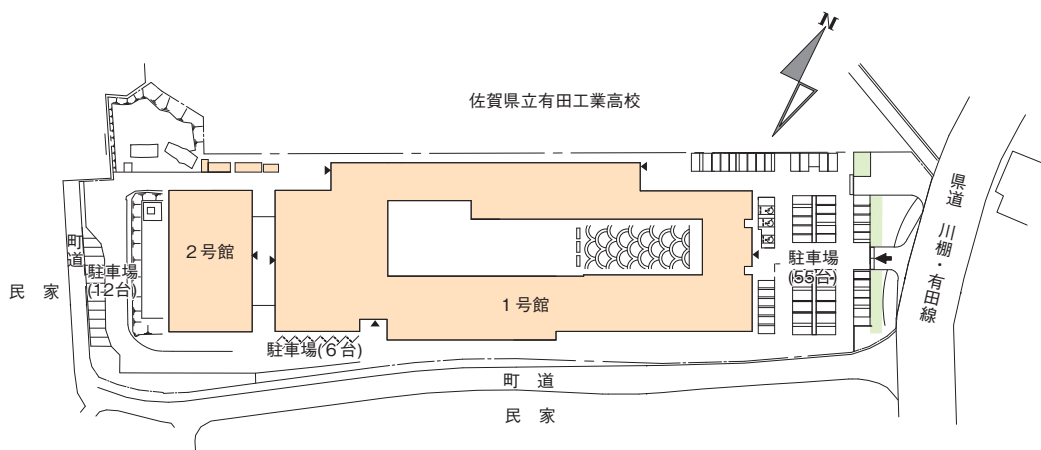 N
佐賀県立有田工業高校
県道 川棚・有田線
町道
２号館
駐車場
(12台)
民 家
駐車場
(55台)
１号館
駐車場(６台)
町 道
民 家